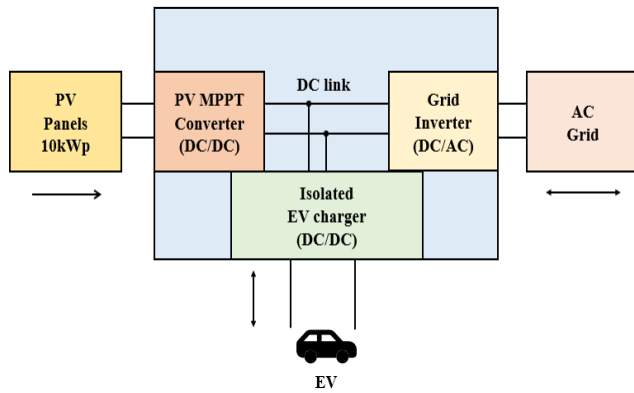 PV
Panels
10kWp
PV MPPT
Converter
(DC/DC)
DC link
Grid
Inverter
(DC/AC)
AC
Grid
Isolated
EV charger
(DC/DC)
EV